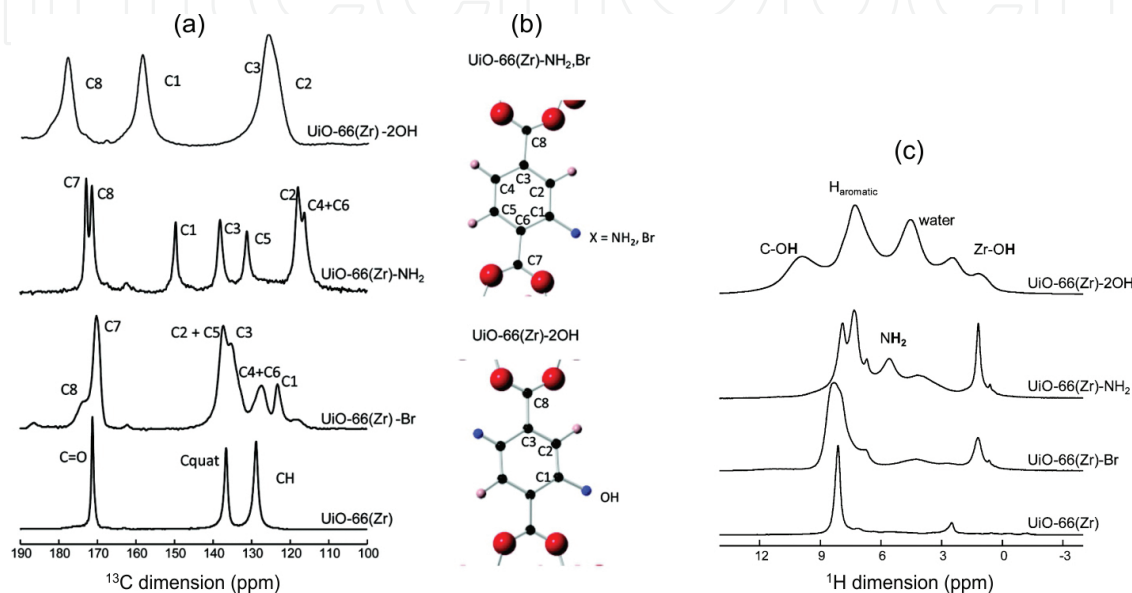 (a)
C8
C1
C3
C2
UiO-66(Zr)-2OH
C7
C8
C1
C3
C5
C2
C4+C6
UiO-66(Zr)-NH₂
C8
C7
C2 + C5
C3
C4+C6
C1
UiO-66(Zr) -Br
C=O
Cquat
CH
UiO-66(Zr)
190 180 170 160 150 140 130 120 110 100
¹³C dimension (ppm)
(b)
UiO-66(Zr)-NH₂,Br
C8
C3
C4
C2
C5
C1
C6
X = NH₂, Br
C7
UiO-66(Zr)-2OH
C8
C3
C2
C1
OH
(c)
Haromatic
water
C-OH
Zr-OH
UiO-66(Zr)-2OH
NH₂
UiO-66(Zr)-NH₂
UiO-66(Zr)-Br
UiO-66(Zr)
12 9 6 3 0 -3
¹H dimension (ppm)